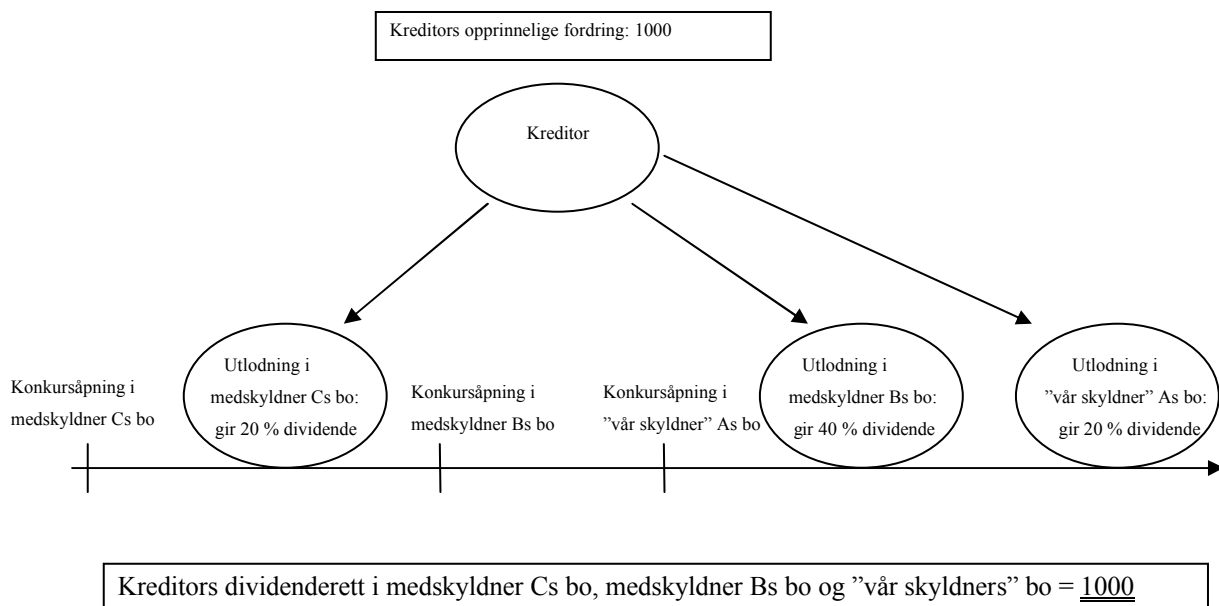 Kreditors opprinnelige fordring: 1000
Kreditor
Konkursåpning i
medskyldner Cs bo
Utlodning i
medskyldner Cs bo:
gir 20 % dividende
Konkursåpning i
medskyldner Bs bo
Konkursåpning i
”vår skyldner” As bo
Utlodning i
medskyldner Bs bo:
gir 40 % dividende
Utlodning i
”vår skyldner” As bo:
gir 20 % dividende
Kreditors dividenderett i medskyldner Cs bo, medskyldner Bs bo og ”vår skyldners” bo = 1000